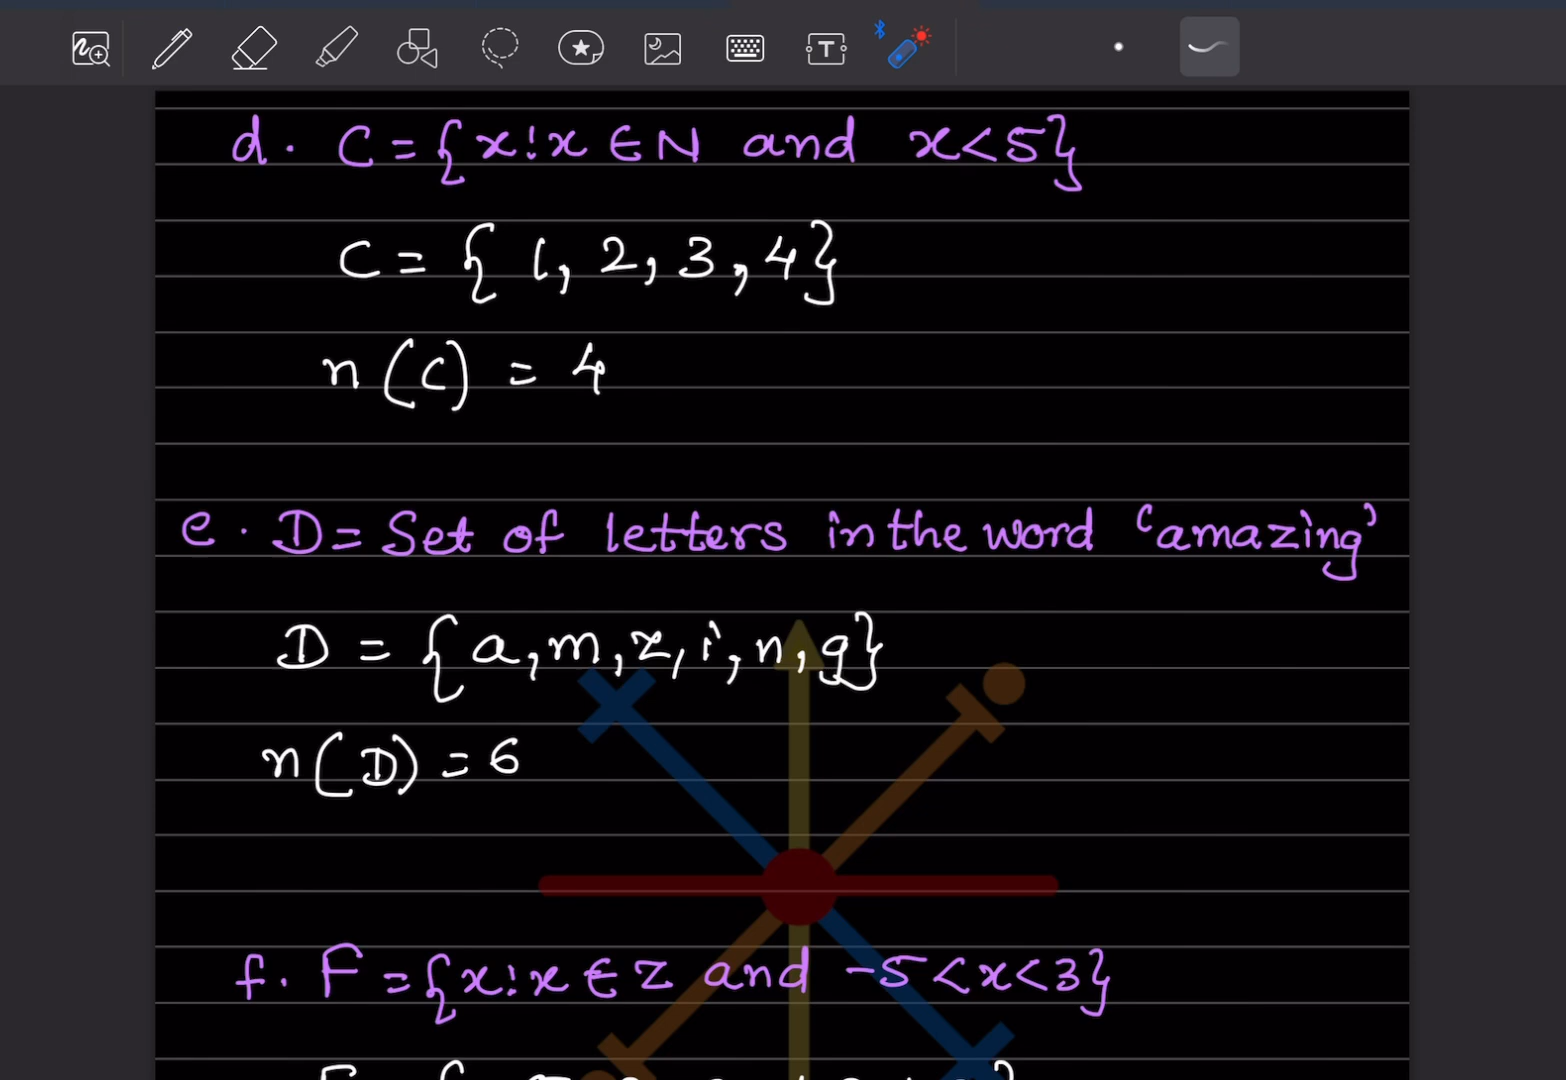 d. C = {x!x ∈ N and x<5}
C = { 1, 2, 3, 4}
n (C) = 4
e. D = Set of letters in the word 'amazing'
D = {a, m, z, i, n, g}
n (D) = 6
f. F = {x!x ∈ Z and -5 < x < 3}